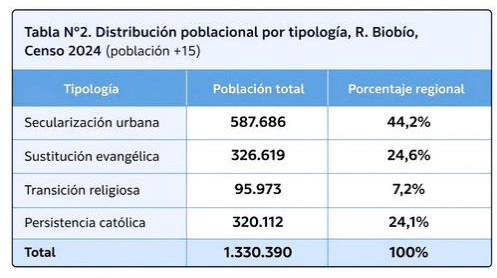 Tabla Nº2. Distribución poblacional por tipología, R. Biobío,
Censo 2024 (población +15)
Tipología Población total Porcentaje regional
Secularización urbana 587.686 44,2%
Sustitución evangélica 326.619 24,6%
Transición religiosa 95.973 7,2%
Persistencia católica 320.112 24,1%
Total 1.330.390 100%